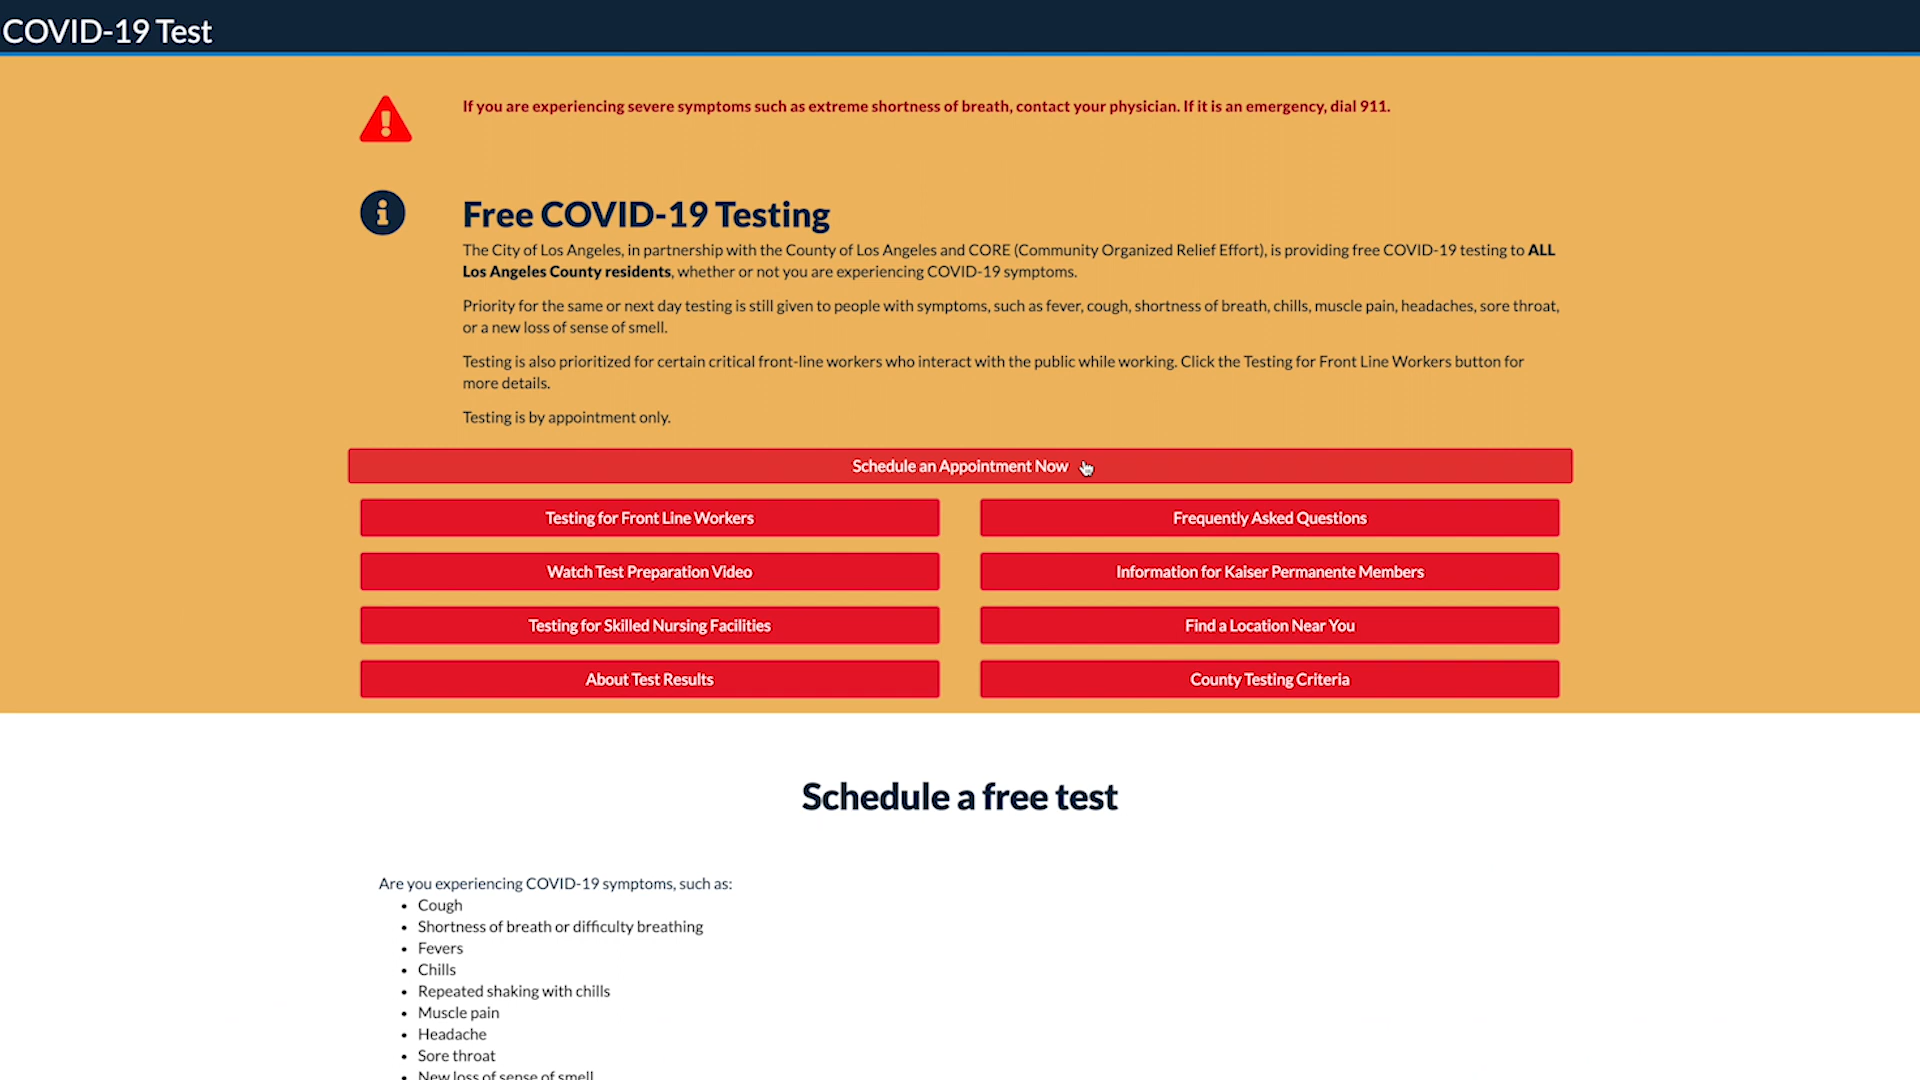 COVID-19 Test
If you are experiencing severe symptoms such as extreme shortness of breath, contact your physician. If it is an emergency, dial 911.
Free COVID-19 Testing
The City of Los Angeles, in partnership with the County of Los Angeles and CORE (Community Organized Relief Effort), is providing free COVID-19 testing to ALL
Los Angeles County residents, whether or not you are experiencing COVID-19 symptoms.
Priority for the same or next day testing is still given to people with symptoms, such as fever, cough, shortness of breath, chills, muscle pain, headaches, sore throat,
or a new loss of sense of smell.
Testing is also prioritized for certain critical front-line workers who interact with the public while working. Click the Testing for Front Line Workers button for
more details.
Testing is by appointment only.
Schedule an Appointment Now
Testing for Front Line Workers
Frequently Asked Questions
Watch Test Preparation Video
Information for Kaiser Permanente Members
Testing for Skilled Nursing Facilities
Find a Location Near You
About Test Results
County Testing Criteria
Schedule a free test
Are you experiencing COVID-19 symptoms, such as:
• Cough
• Shortness of breath or difficulty breathing
• Fevers
• Chills
• Repeated shaking with chills
• Muscle pain
• Headache
• Sore throat
• New loss of sense of smell